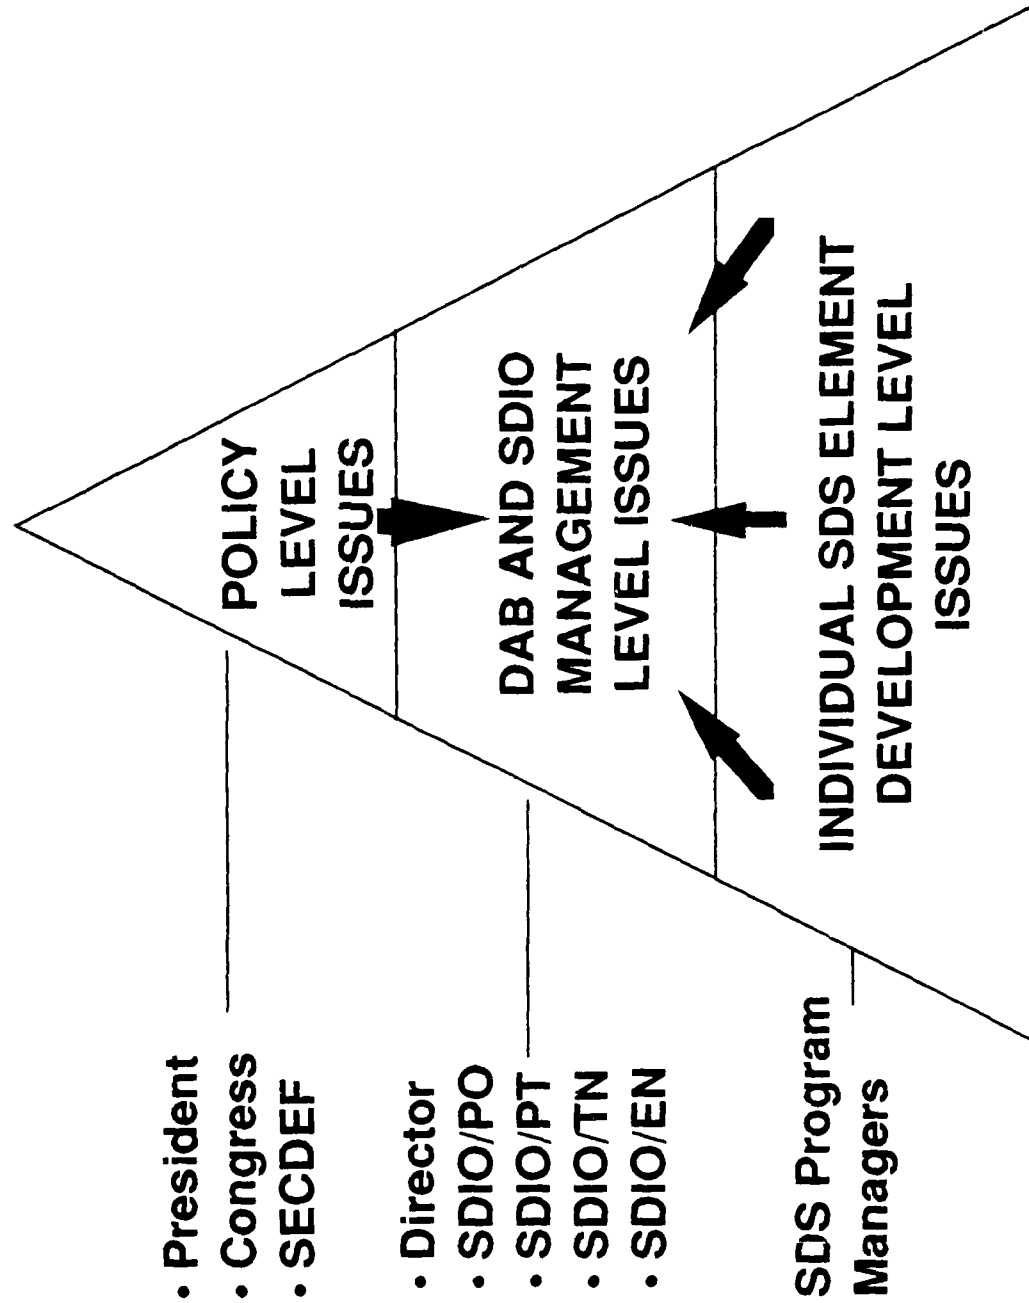 • President
• Congress
• SECDEF
• Director
• SDIO/PO
• SDIO/PT
• SDIO/TN
• SDIO/EN
SDS Program
Managers
POLICY
LEVEL
ISSUES
DAB AND SDIO
MANAGEMENT
LEVEL ISSUES
INDIVIDUAL SDS ELEMENT
DEVELOPMENT LEVEL
ISSUES